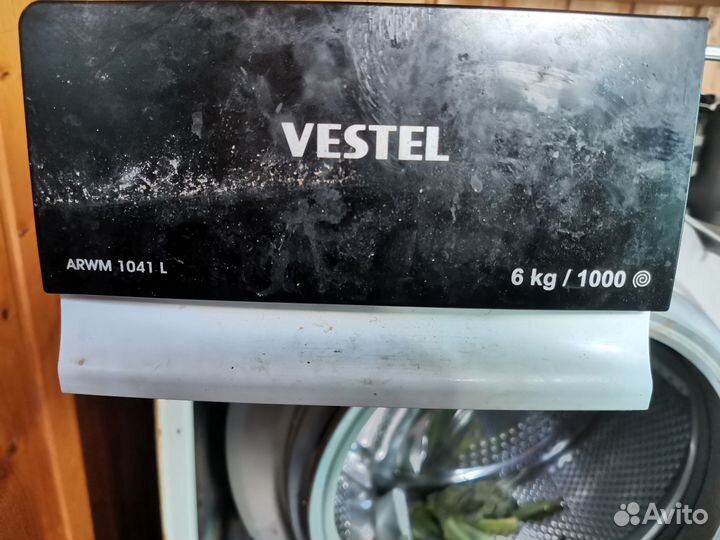 VESTEL
ARWM 1041 L
6 kg / 1000
Avito